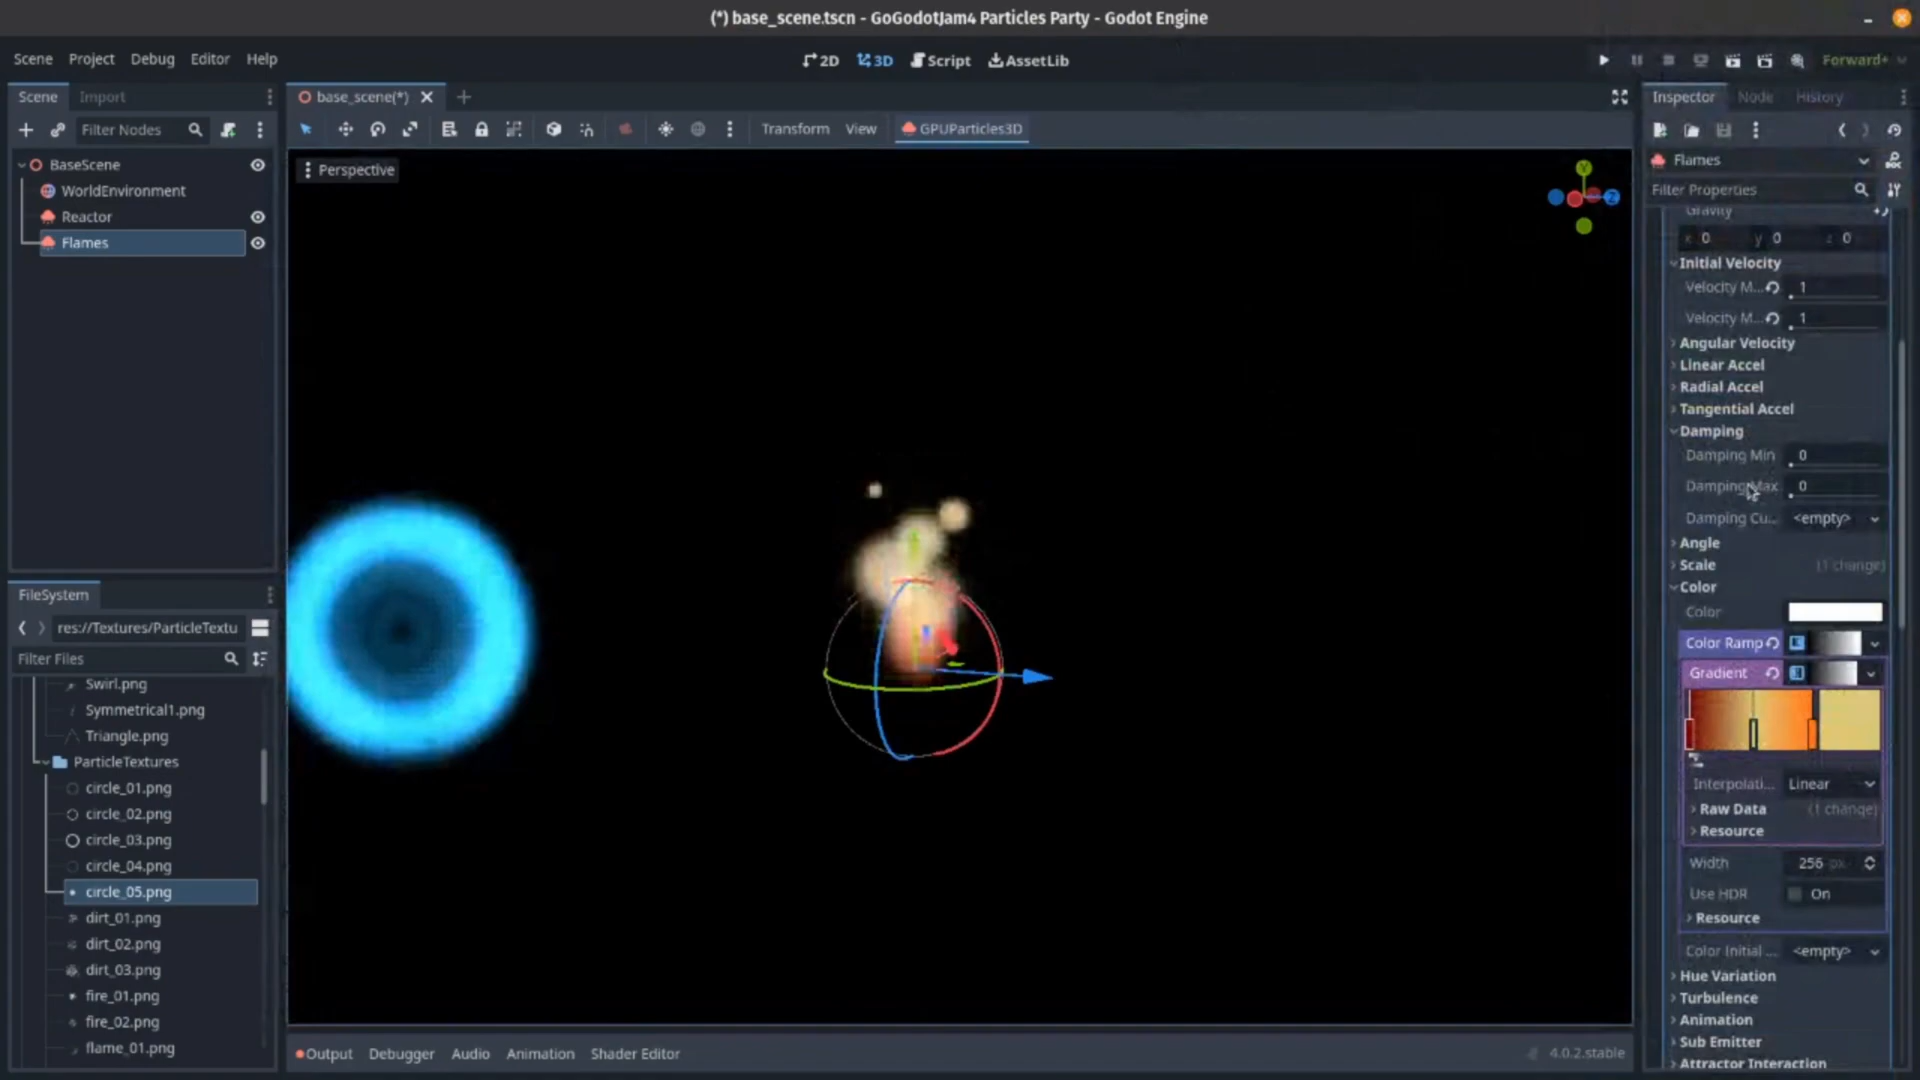 (*) base_scene.tscn - GoGodotJam4 Particles Party - Godot Engine
Scene Project Debug Editor Help
2D 3D Script AssetLib
Forward+
Scene Import
base_scene(*)
Inspector Node History
Filter Nodes
Transform View GPUParticles3D
BaseScene
WorldEnvironment
Reactor
Flames
Perspective
Y
Z
Flames
Filter Properties
Gravity
x 0 y 0 z 0
Initial Velocity
Velocity M... 1
Velocity M... 1
Angular Velocity
Linear Accel
Radial Accel
Tangential Accel
Damping
Damping Min 0
Damping Max 0
Damping Cu... <empty>
Angle
Scale (1 change)
Color
Color
Color Ramp
Gradient
Interpolati... Linear
Raw Data (1 change)
Resource
Width 256 px
Use HDR On
Resource
Color Initial ... <empty>
Hue Variation
Turbulence
Animation
Sub Emitter
Attractor Interaction
FileSystem
res://Textures/ParticleTextu
Filter Files
Swirl.png
Symmetrical1.png
Triangle.png
ParticleTextures
circle_01.png
circle_02.png
circle_03.png
circle_04.png
circle_05.png
dirt_01.png
dirt_02.png
dirt_03.png
fire_01.png
fire_02.png
flame_01.png
Output Debugger Audio Animation Shader Editor
4.0.2.stable